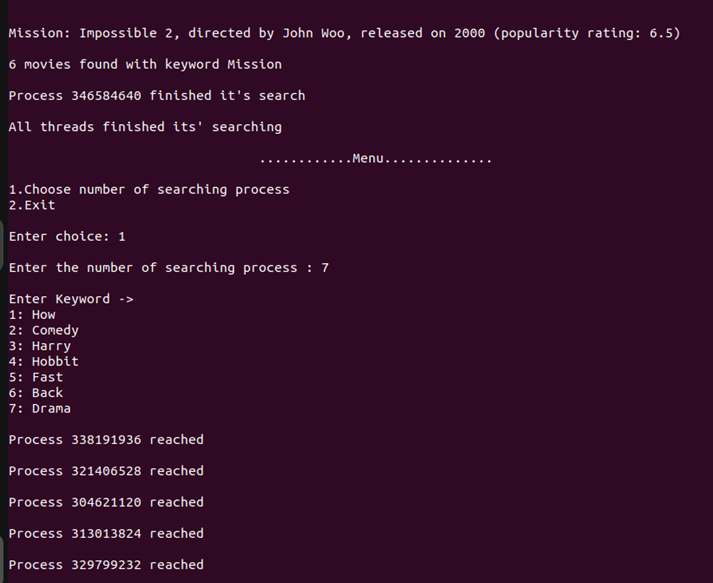 Mission: Impossible 2, directed by John Woo, released on 2000 (popularity rating: 6.5)
6 movies found with keyword Mission
Process 346584640 finished it's search
All threads finished its' searching
............Menu..............
1.Choose number of searching process
2.Exit
Enter choice: 1
Enter the number of searching process : 7
Enter Keyword ->
1: How
2: Comedy
3: Harry
4: Hobbit
5: Fast
6: Back
7: Drama
Process 338191936 reached
Process 321406528 reached
Process 304621120 reached
Process 313013824 reached
Process 329799232 reached